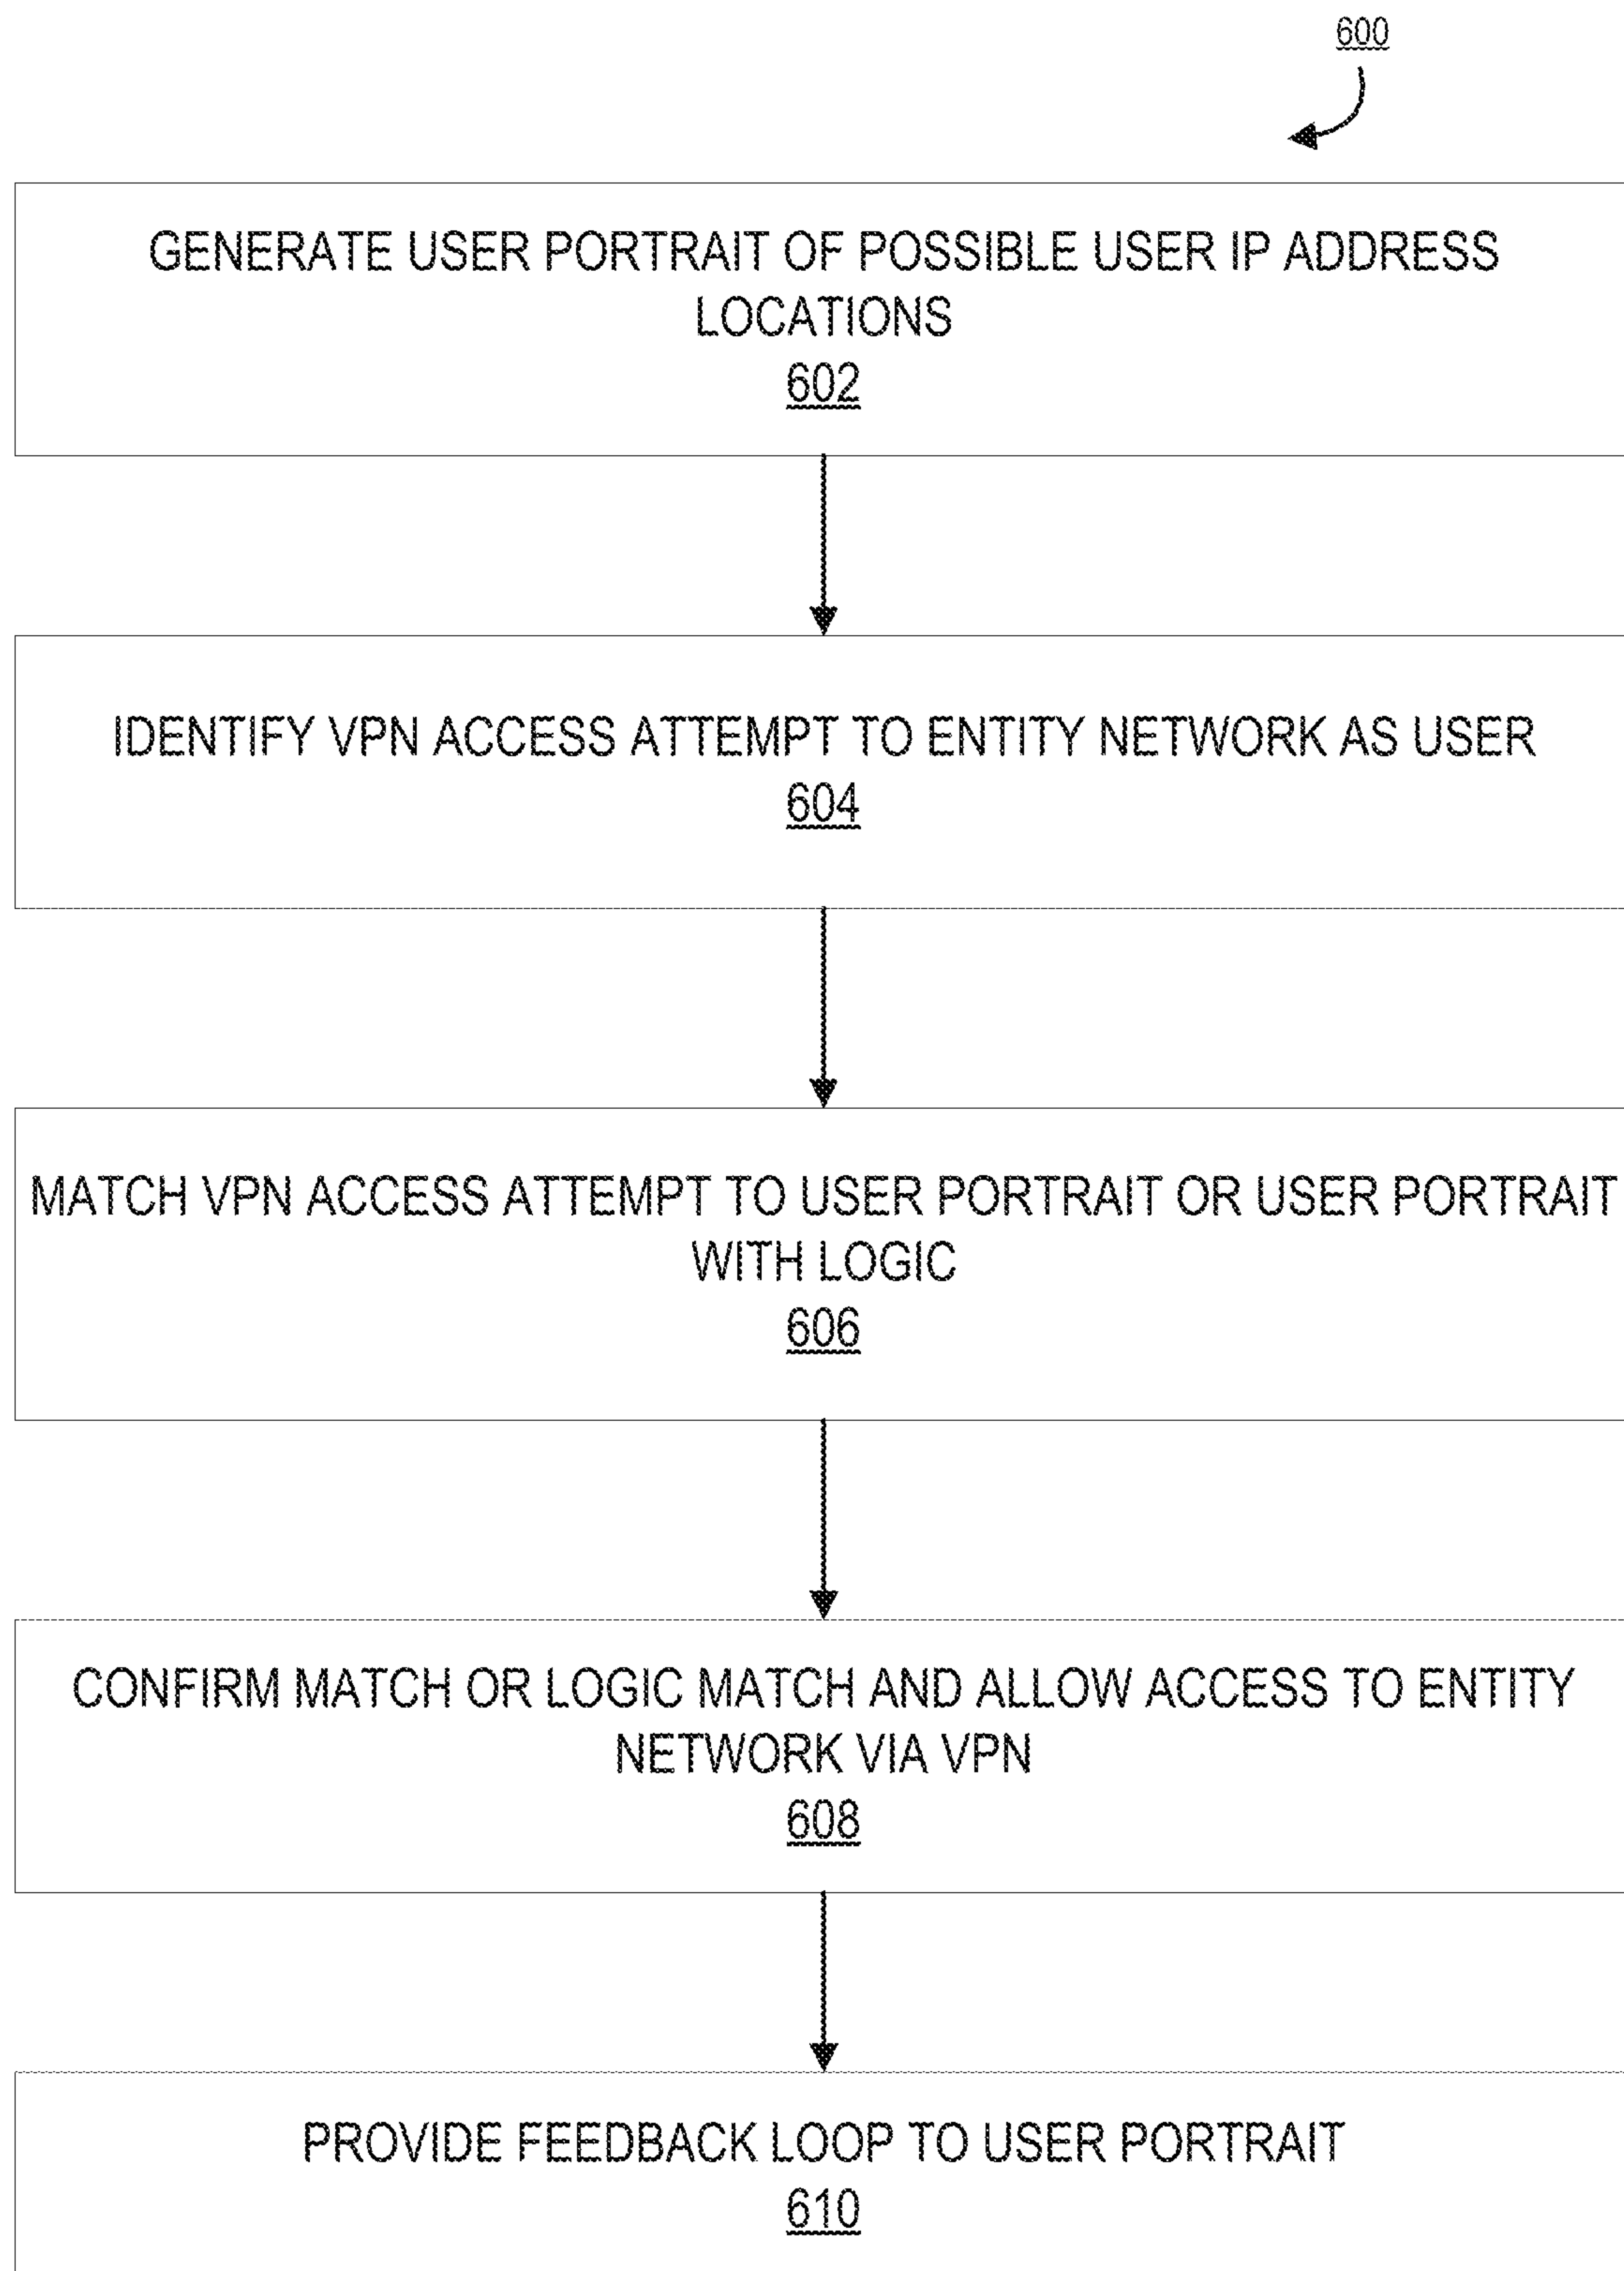 600
GENERATE USER PORTRAIT OF POSSIBLE USER IP ADDRESS
LOCATIONS
602
IDENTIFY VPN ACCESS ATTEMPT TO ENTITY NETWORK AS USER
604
MATCH VPN ACCESS ATTEMPT TO USER PORTRAIT OR USER PORTRAIT
WITH LOGIC
606
CONFIRM MATCH OR LOGIC MATCH AND ALLOW ACCESS TO ENTITY
NETWORK VIA VPN
608
PROVIDE FEEDBACK LOOP TO USER PORTRAIT
610